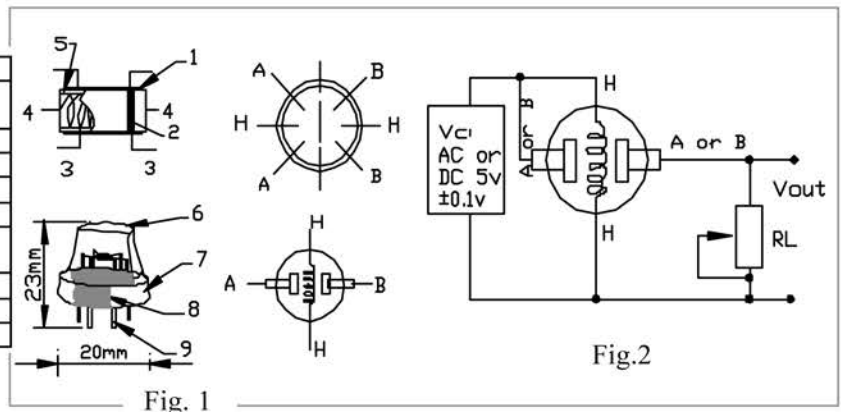 5
1
4
4
2
3
3
6
7
8
9
23mm
20mm
Fig. 1
A
B
H
H
A
B
H
A
B
H
H
A or B
Vc
AC or
DC 5v
±0.1v
H
A or B
Vout
RL
Fig.2